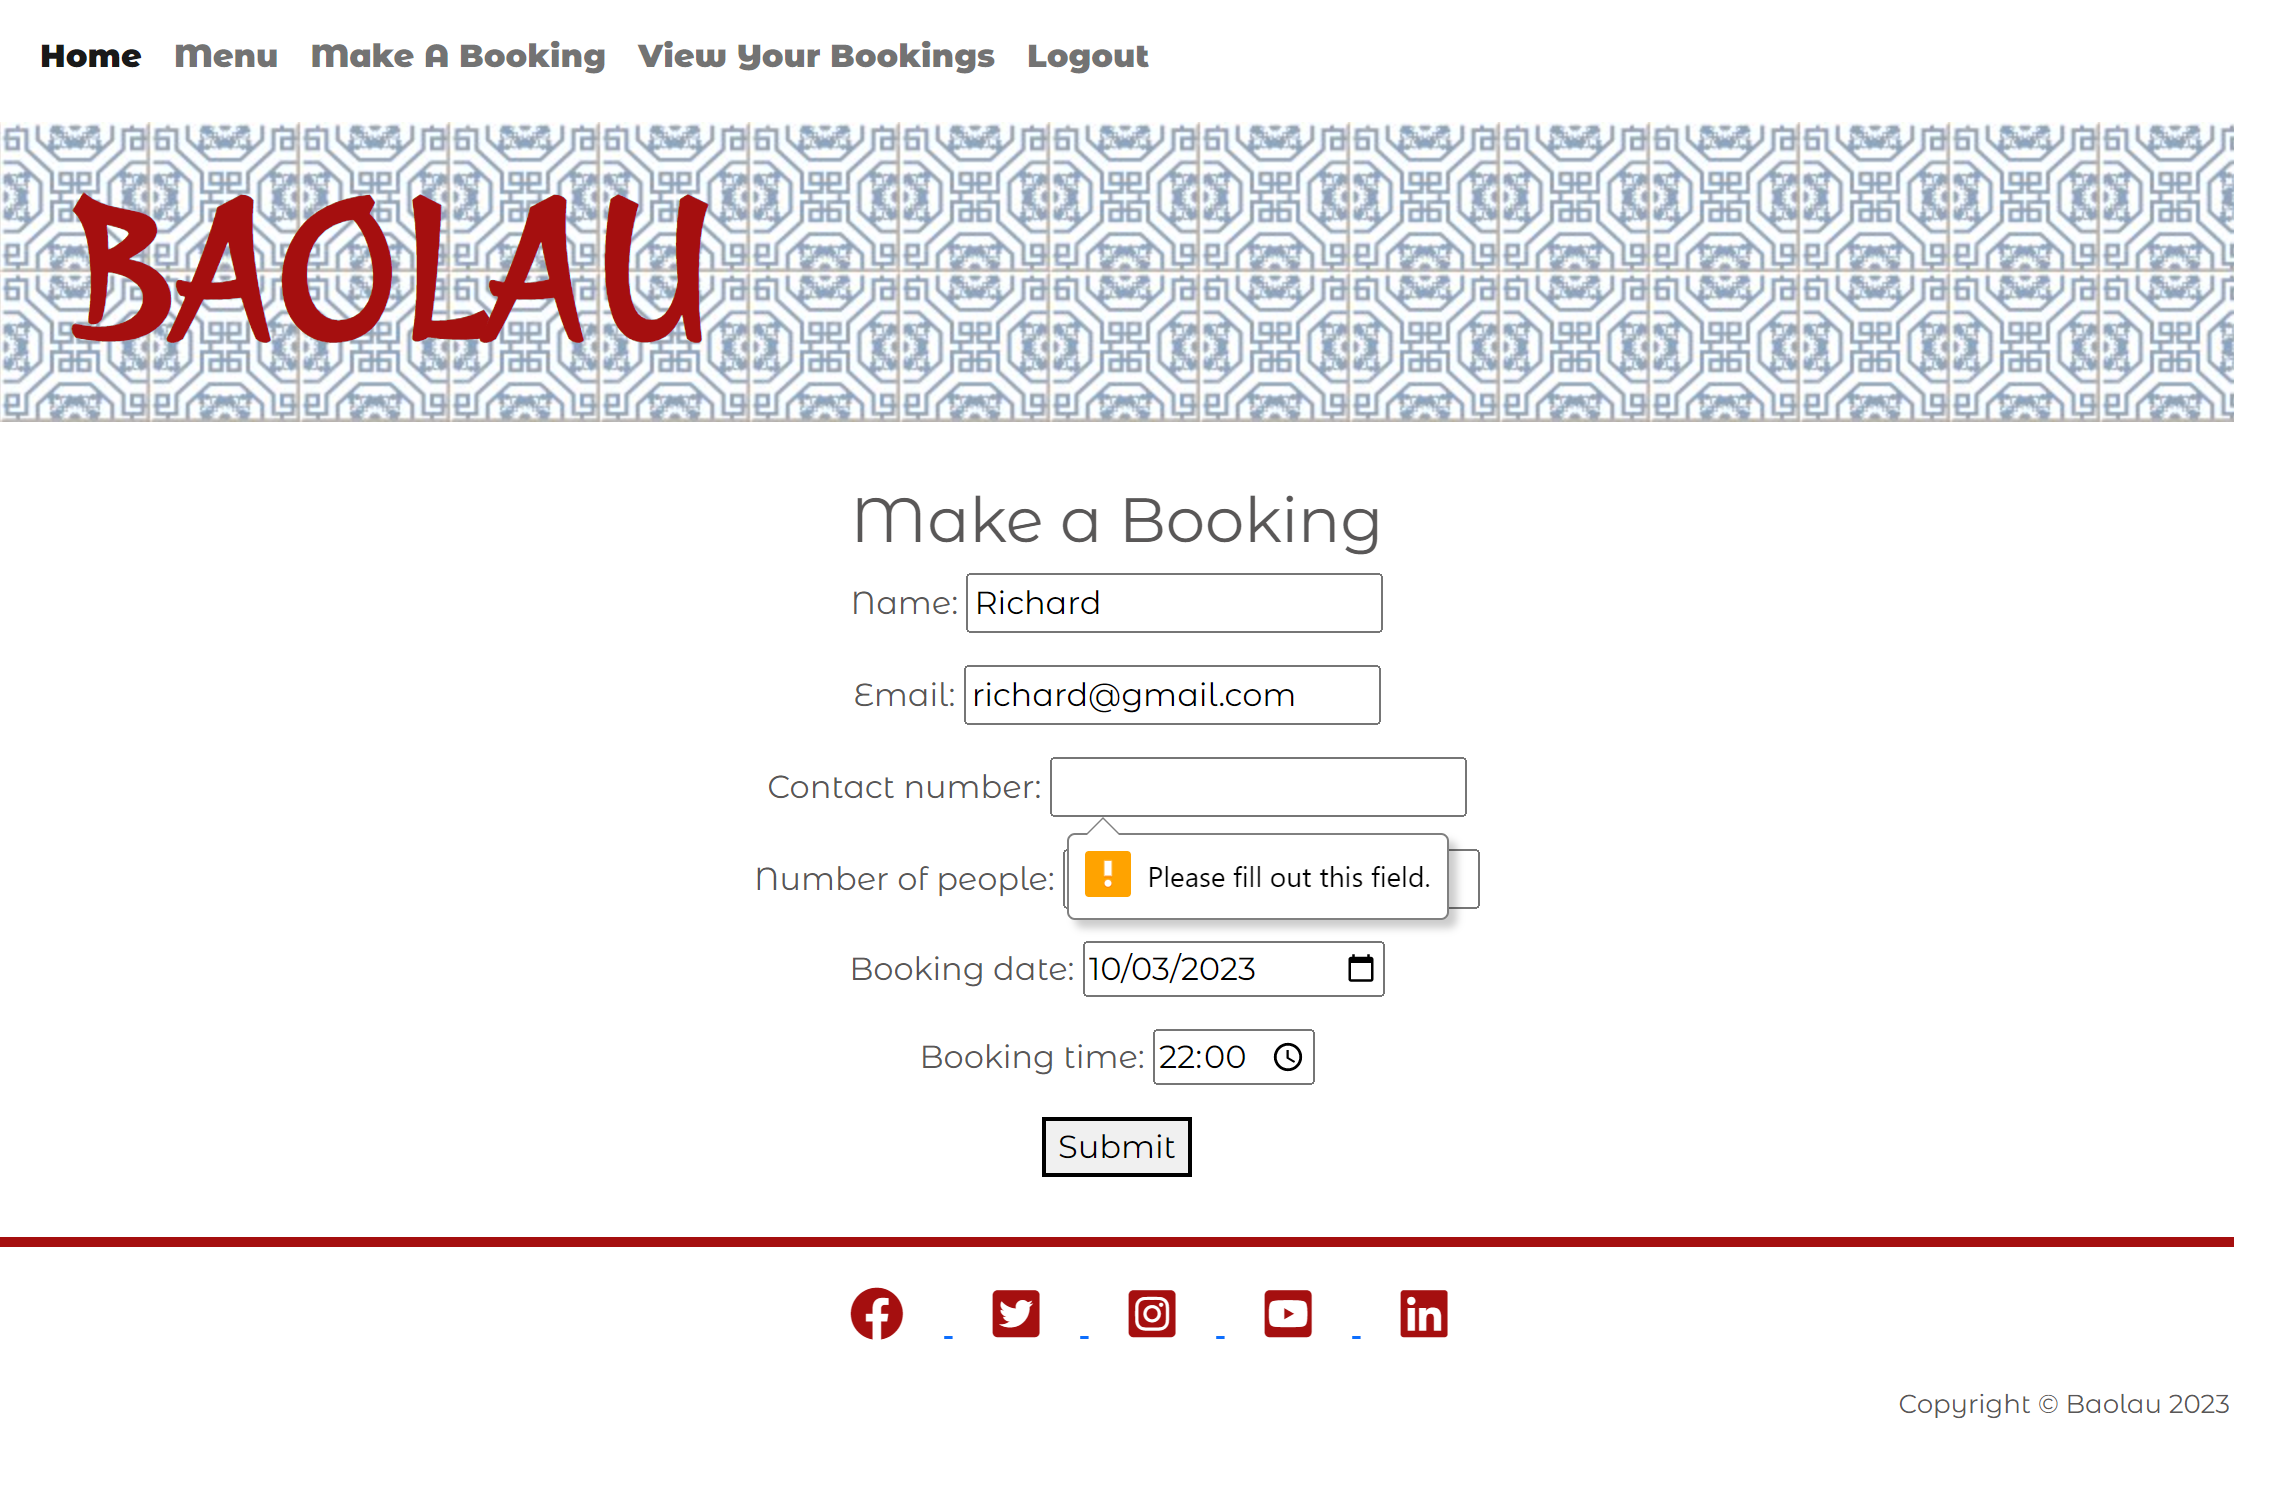 Home Menu Make A Booking View Your Bookings Logout
BAOLAU
Make a Booking
Name: Richard
Email: richard@gmail.com
Contact number:
Please fill out this field.
Number of people:
Booking date: 10/03/2023
Booking time: 22:00
Submit
Copyright © Baolau 2023